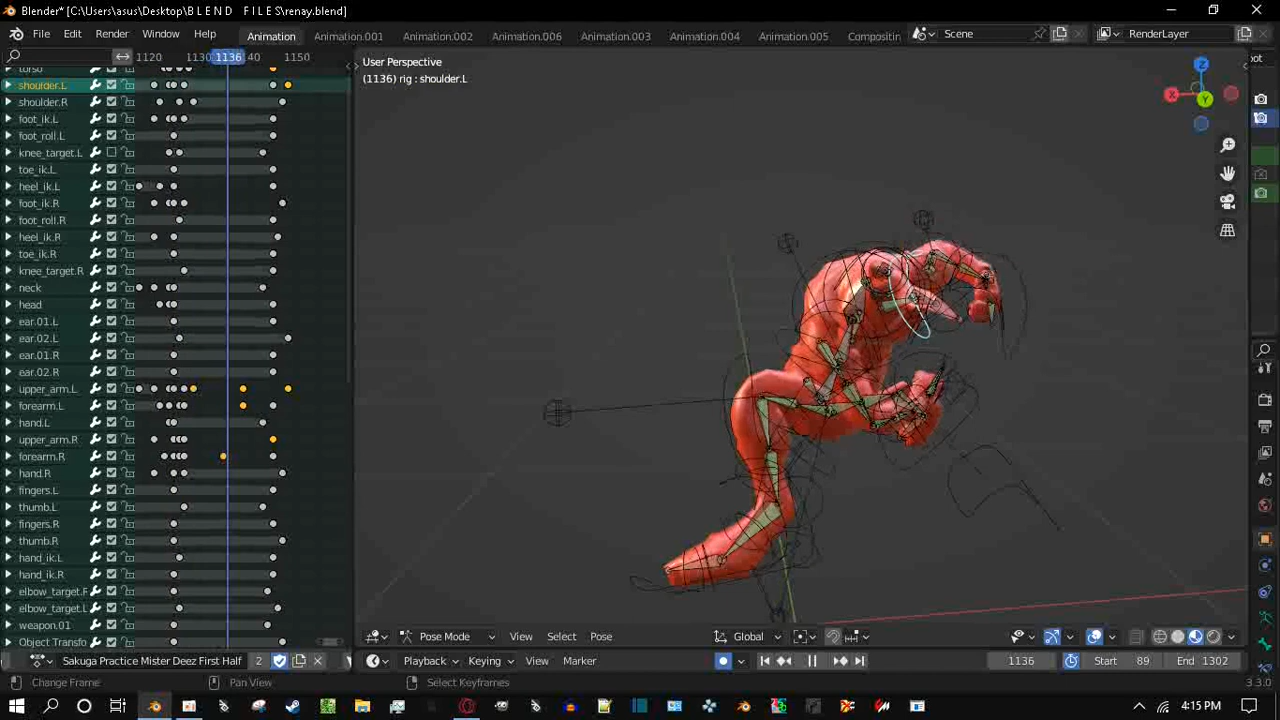 Blender* [C:\Users\asus\Desktop\B L E N D   F I L E S\renay.blend]
File Edit Render Window Help Animation Animation.001 Animation.002 Animation.006 Animation.003 Animation.004 Animation.005 Compositin Scene RenderLayer
1120 1130 1136 40 1150
User Perspective
(1136) rig : shoulder.L
torso
shoulder.L
shoulder.R
foot_ik.L
foot_roll.L
knee_target.L
toe_ik.L
heel_ik.L
foot_ik.R
foot_roll.R
heel_ik.R
toe_ik.R
knee_target.R
neck
head
ear.01.L
ear.02.L
ear.01.R
ear.02.R
upper_arm.L
forearm.L
hand.L
upper_arm.R
forearm.R
hand.R
fingers.L
thumb.L
fingers.R
thumb.R
hand_ik.L
hand_ik.R
elbow_target.R
elbow_target.L
weapon.01
Object Transfo
X Y Z
oot
Pose Mode View Select Pose Global
Sakuga Practice Mister Deez First Half 2 Playback Keying View Marker 1136 Start 89 End 1302
Change Frame Pan View Select Keyframes 3.3.0
4:15 PM